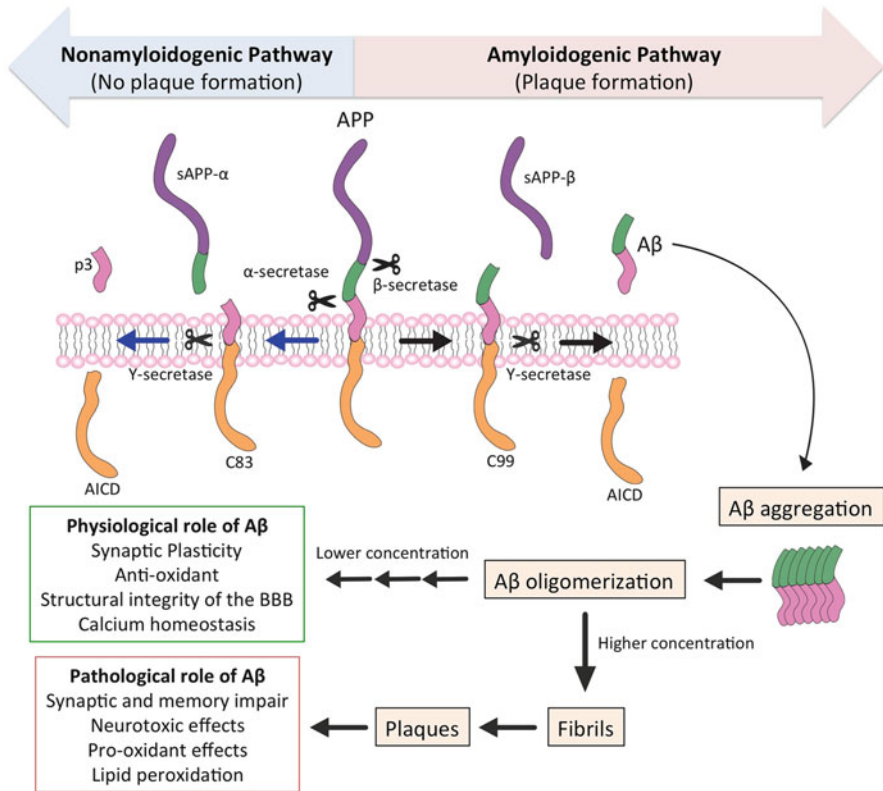 Nonamyloidogenic Pathway
(No plaque formation)
Amyloidogenic Pathway
(Plaque formation)
APP
sAPP-α
sAPP-β
p3
Aβ
α-secretase
β-secretase
Υ-secretase
Υ-secretase
C83
C99
AICD
AICD
Aβ aggregation
Physiological role of Aβ
Synaptic Plasticity
Anti-oxidant
Structural integrity of the BBB
Calcium homeostasis
Lower concentration
Aβ oligomerization
Higher concentration
Pathological role of Aβ
Synaptic and memory impair
Neurotoxic effects
Pro-oxidant effects
Lipid peroxidation
Plaques
Fibrils